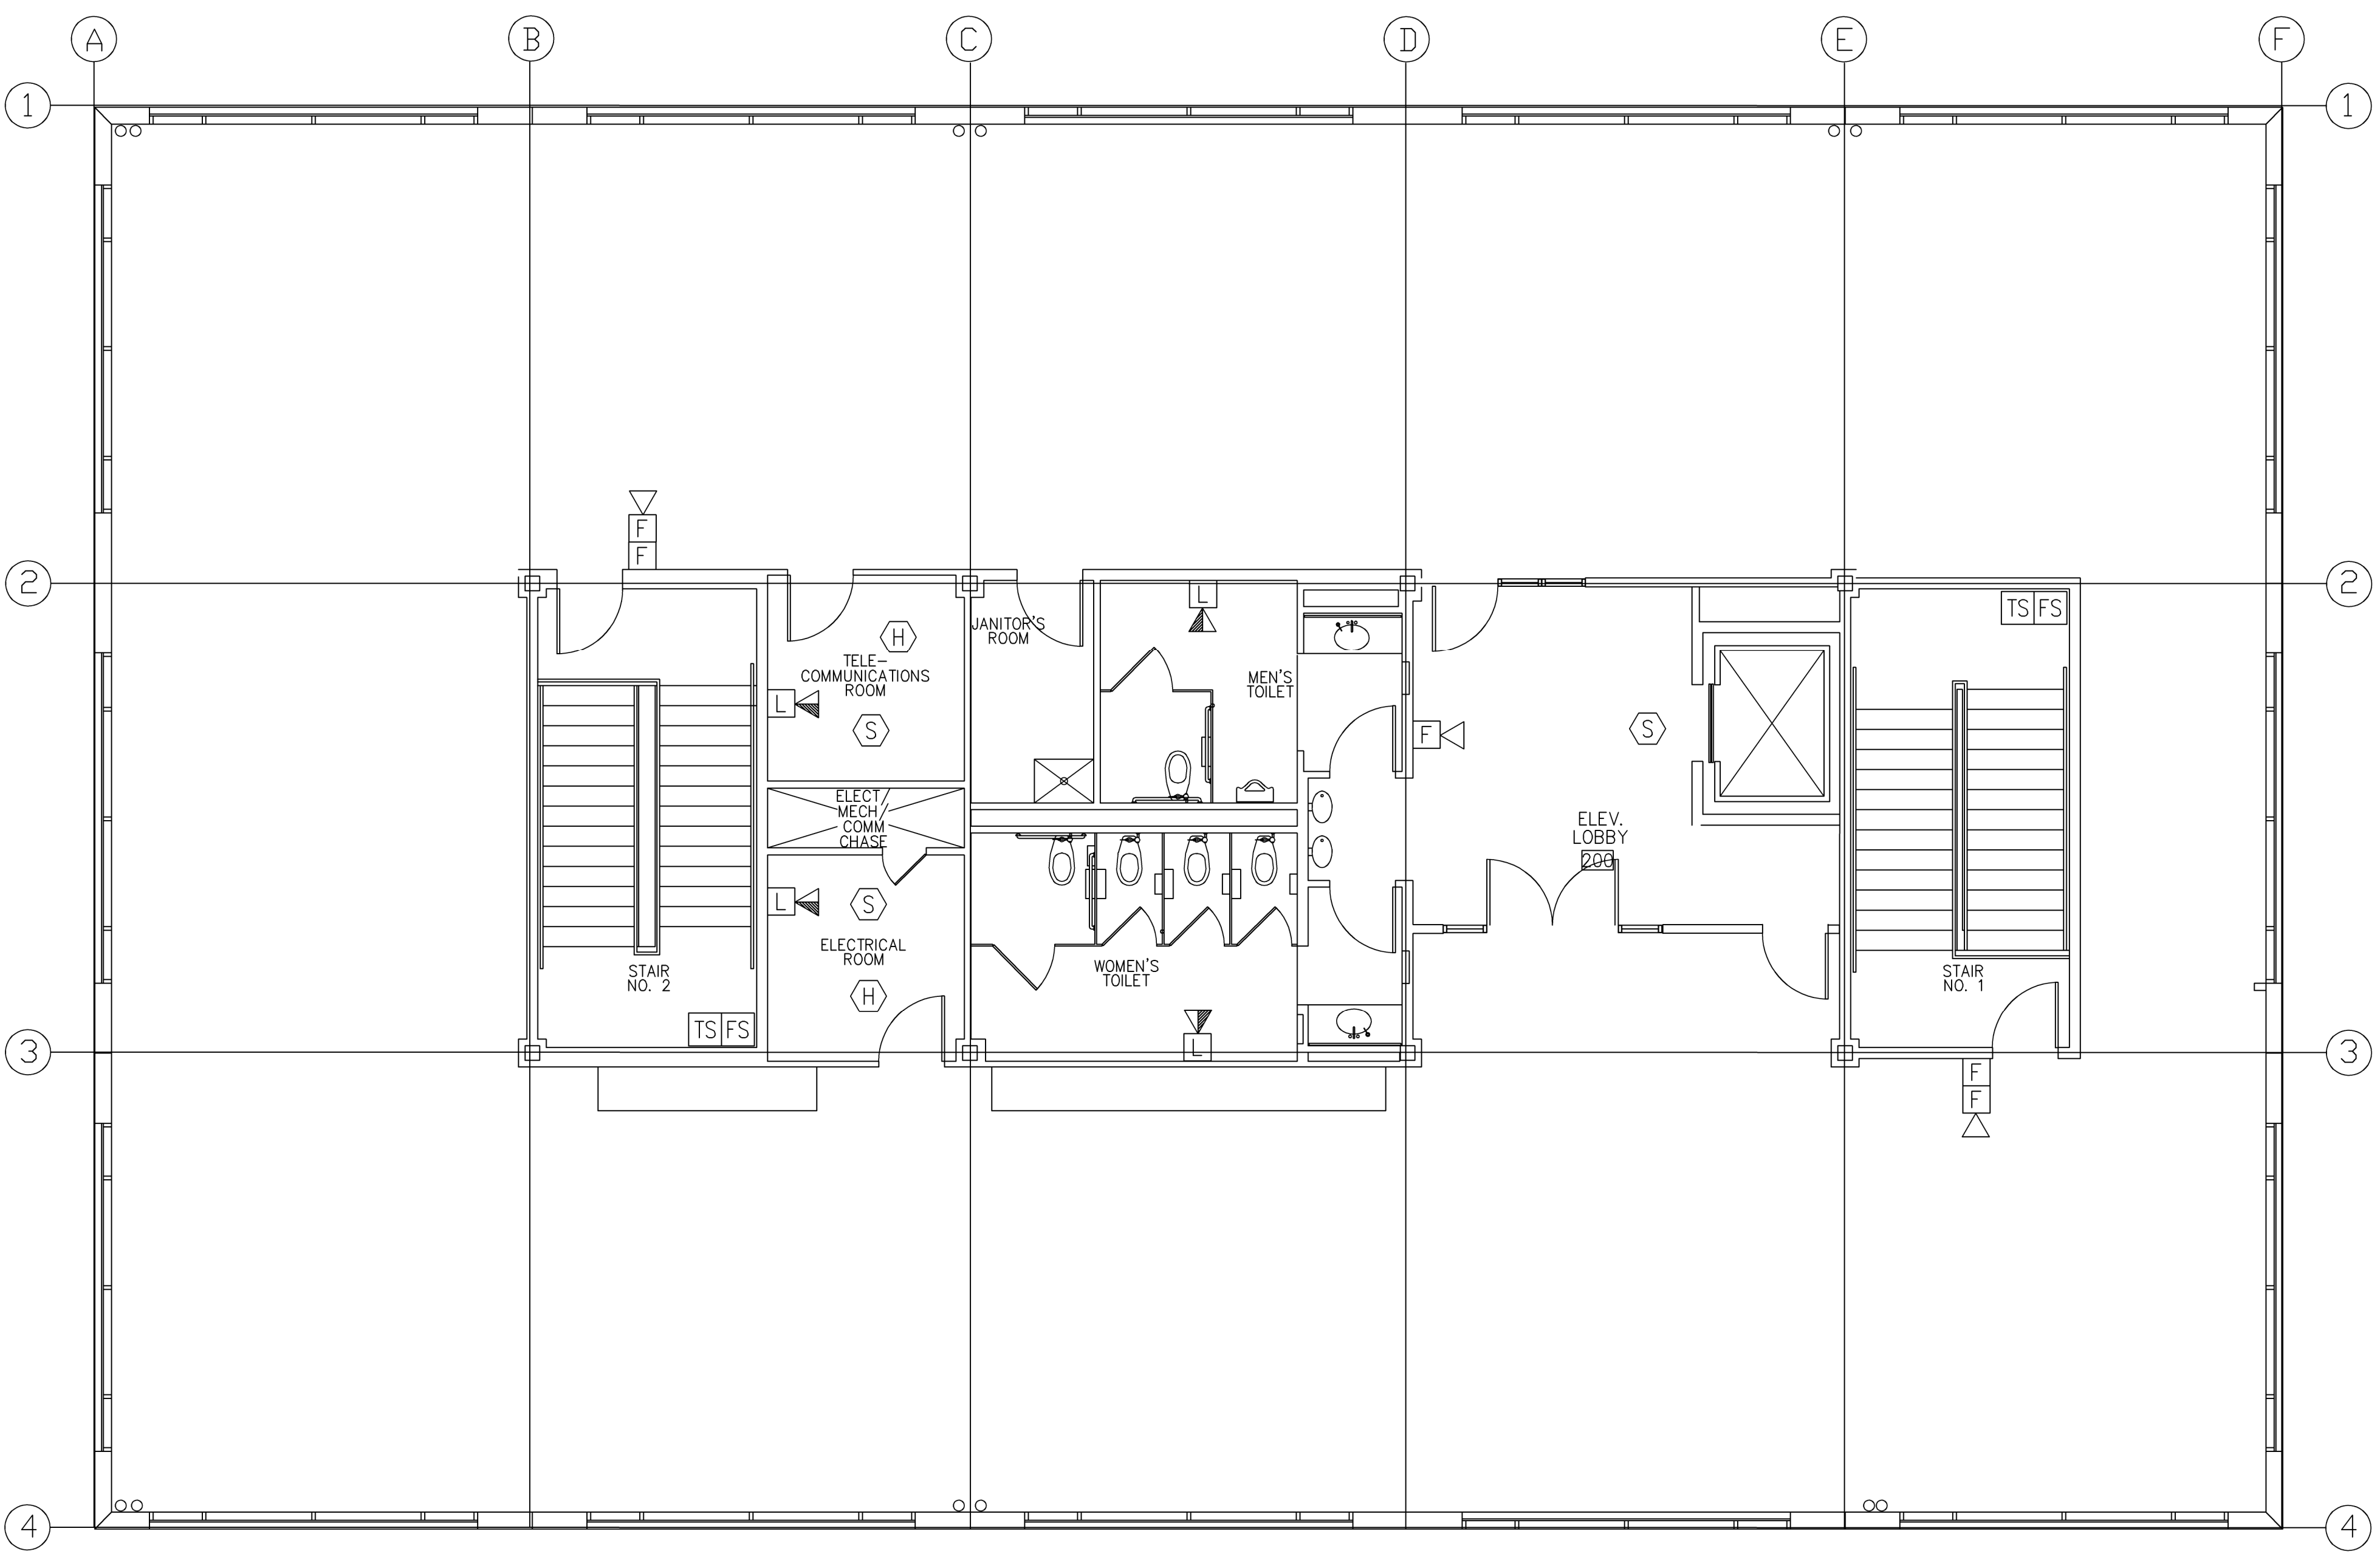 A B C D E F
1 1
F
F
2 2
L
TS FS
H
JANITOR'S
ROOM
TELE-
COMMUNICATIONS
ROOM
MEN'S
TOILET
L
S
F
S
ELECT/
MECH/
COMM
CHASE
ELEV.
LOBBY
200
L
S
ELECTRICAL
ROOM
WOMEN'S
TOILET
STAIR
NO. 2
STAIR
NO. 1
H
TS FS
L
3 3
F
F
4 4